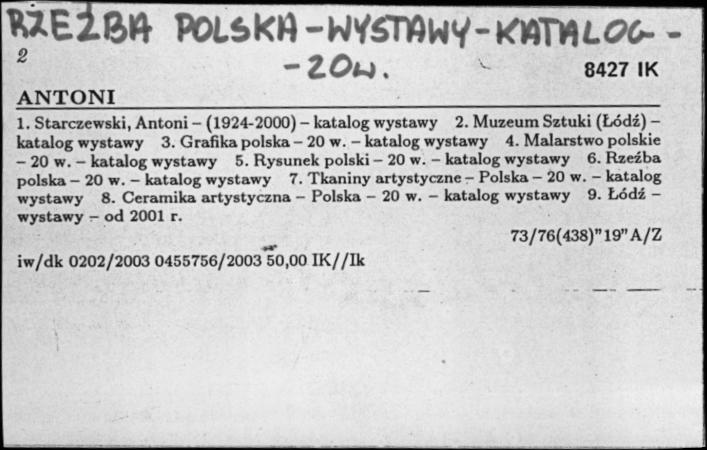 RZEŹBA POLSKA-WYSTAWY-KATALOG-
2
-20w.
8427 IK
ANTONI
1. Starczewski, Antoni – (1924-2000) – katalog wystawy 2. Muzeum Sztuki (Łódź) –
katalog wystawy 3. Grafika polska – 20 w. – katalog wystawy 4. Malarstwo polskie
– 20 w. – katalog wystawy 5. Rysunek polski – 20 w. – katalog wystawy 6. Rzeźba
polska – 20 w. – katalog wystawy 7. Tkaniny artystyczne – Polska – 20 w. – katalog
wystawy 8. Ceramika artystyczna – Polska – 20 w. – katalog wystawy 9. Łódź –
wystawy – od 2001 r.
73/76(438)"19" A/Z
iw/dk 0202/2003 0455756/2003 50,00 IK//Ik